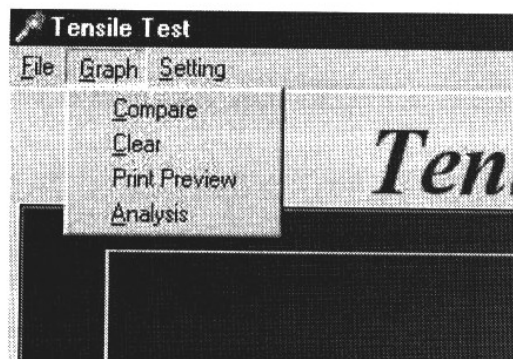 Tensile Test
File Graph Setting
Compare
Clear
Print Preview
Analysis
Ten